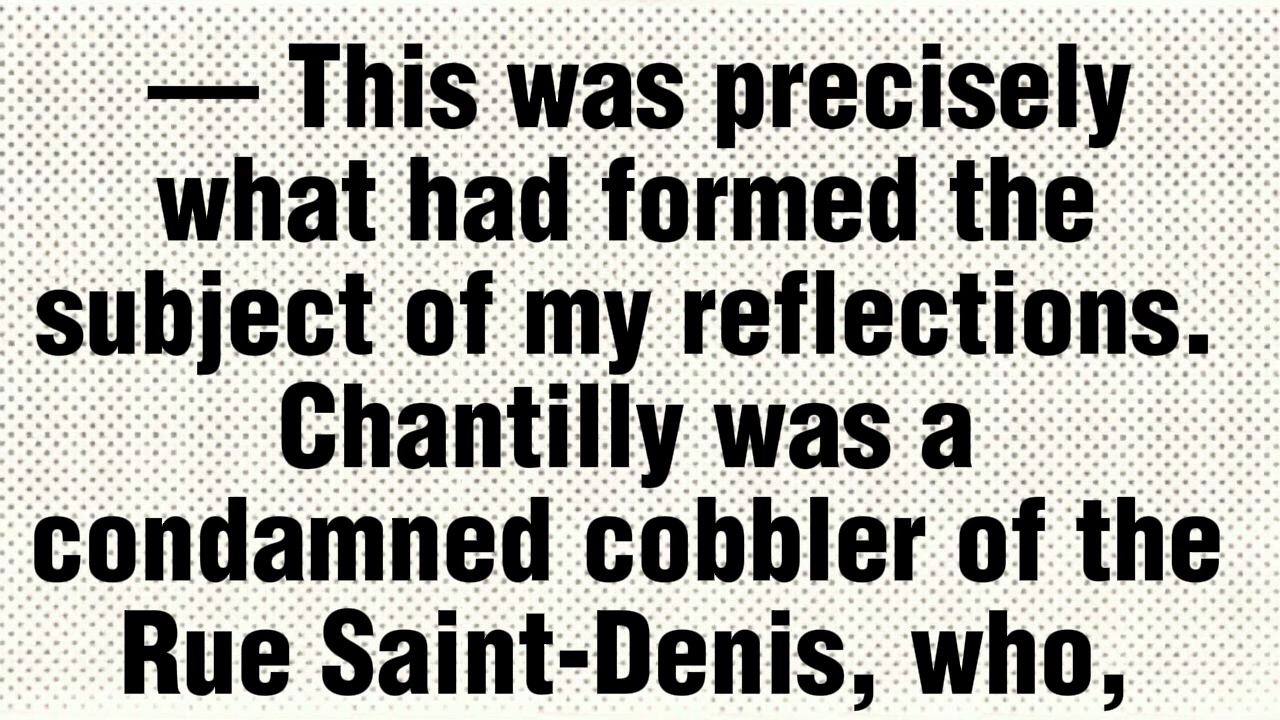 — This was precisely
what had formed the
subject of my reflections.
Chantilly was a
condamned cobbler of the
Rue Saint-Denis, who,